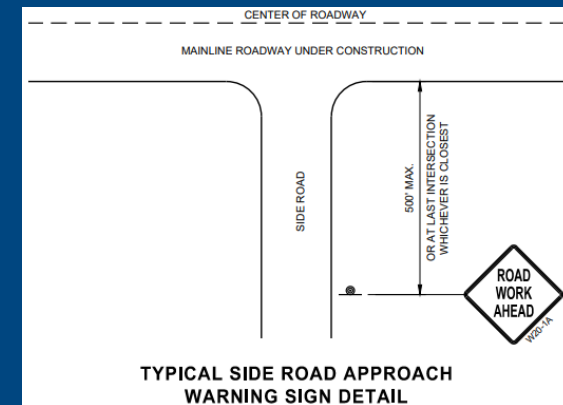 CENTER OF ROADWAY
MAINLINE ROADWAY UNDER CONSTRUCTION
SIDE ROAD
500' MAX.
OR AT LAST INTERSECTION
WHICHEVER IS CLOSEST
ROAD
WORK
AHEAD
W20-1A
TYPICAL SIDE ROAD APPROACH
WARNING SIGN DETAIL